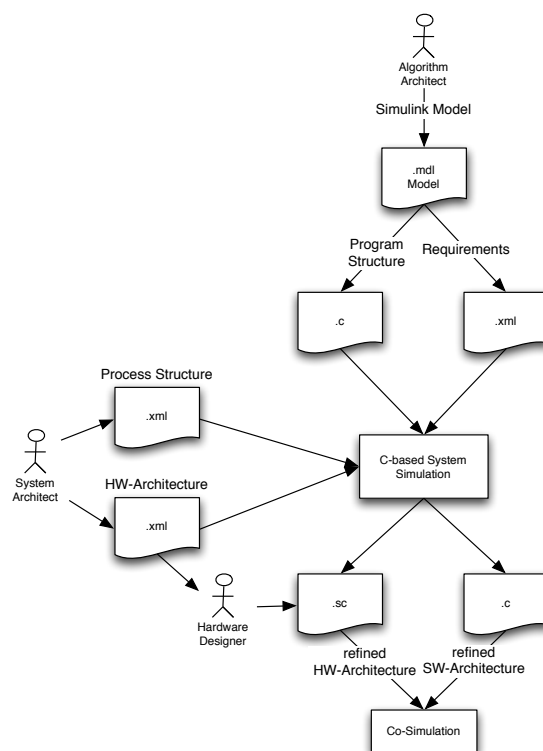 Algorithm
Architect
Simulink Model
.mdl
Model
Program
Structure
Requirements
.c
.xml
Process Structure
.xml
System
Architect
HW-Architecture
.xml
C-based System
Simulation
Hardware
Designer
.sc
.c
refined
HW-Architecture
refined
SW-Architecture
Co-Simulation